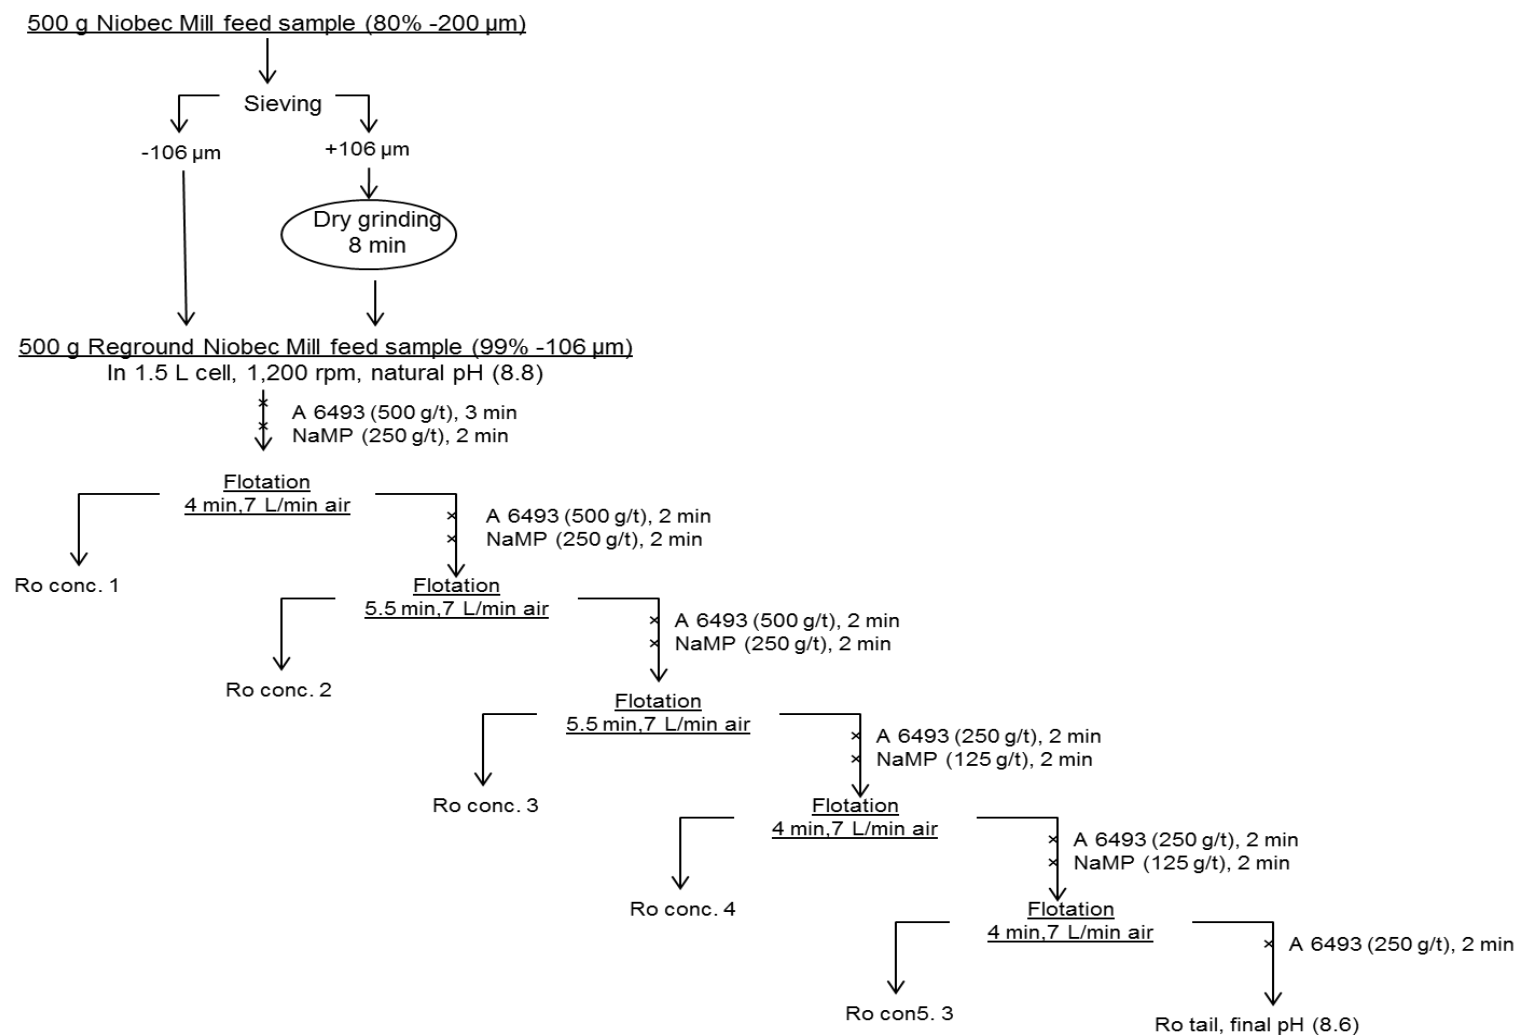 500 g Niobec Mill feed sample (80% -200 µm)
Sieving
-106 µm
+106 µm
Dry grinding
8 min
500 g Reground Niobec Mill feed sample (99% -106 µm)
In 1.5 L cell, 1,200 rpm, natural pH (8.8)
A 6493 (500 g/t), 3 min
NaMP (250 g/t), 2 min
Flotation
4 min,7 L/min air
A 6493 (500 g/t), 2 min
NaMP (250 g/t), 2 min
Ro conc. 1
Flotation
5.5 min,7 L/min air
A 6493 (500 g/t), 2 min
NaMP (250 g/t), 2 min
Ro conc. 2
Flotation
5.5 min,7 L/min air
A 6493 (250 g/t), 2 min
NaMP (125 g/t), 2 min
Ro conc. 3
Flotation
4 min,7 L/min air
A 6493 (250 g/t), 2 min
NaMP (125 g/t), 2 min
Ro conc. 4
Flotation
4 min,7 L/min air
A 6493 (250 g/t), 2 min
Ro con5. 3
Ro tail, final pH (8.6)